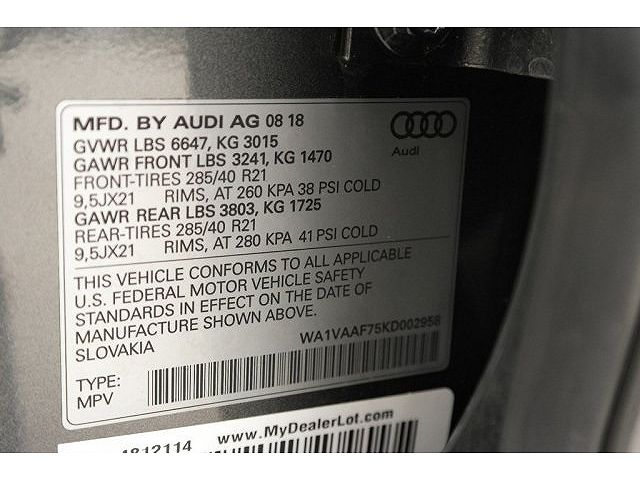 MFD. BY AUDI AG 08 18
GVWR LBS 6647, KG 3015
GAWR FRONT LBS 3241, KG 1470
FRONT-TIRES 285/40 R21
9,5JX21 RIMS, AT 260 KPA 38 PSI COLD
GAWR REAR LBS 3803, KG 1725
REAR-TIRES 285/40 R21
9,5JX21 RIMS, AT 280 KPA 41 PSI COLD
Audi
THIS VEHICLE CONFORMS TO ALL APPLICABLE
U.S. FEDERAL MOTOR VEHICLE SAFETY
STANDARDS IN EFFECT ON THE DATE OF
MANUFACTURE SHOWN ABOVE.
SLOVAKIA
WA1VAAF75KD002958
TYPE:
MPV
www.MyDealerLot.com
4812114